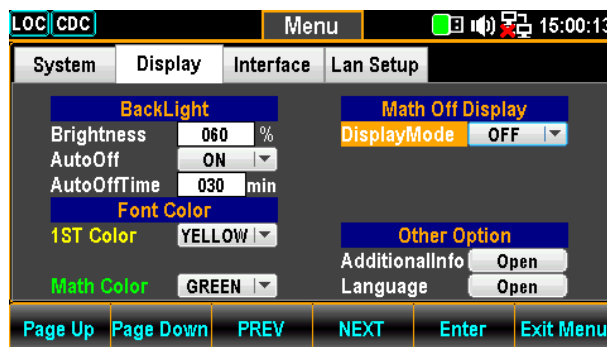 LOC CDC Menu 15:00:13
System Display Interface Lan Setup
BackLight
Brightness 060 %
AutoOff ON
AutoOffTime 030 min
Font Color
1ST Color YELLOW
Math Color GREEN
Math Off Display
DisplayMode OFF
Other Option
AdditionalInfo Open
Language Open
Page Up Page Down PREV NEXT Enter Exit Menu